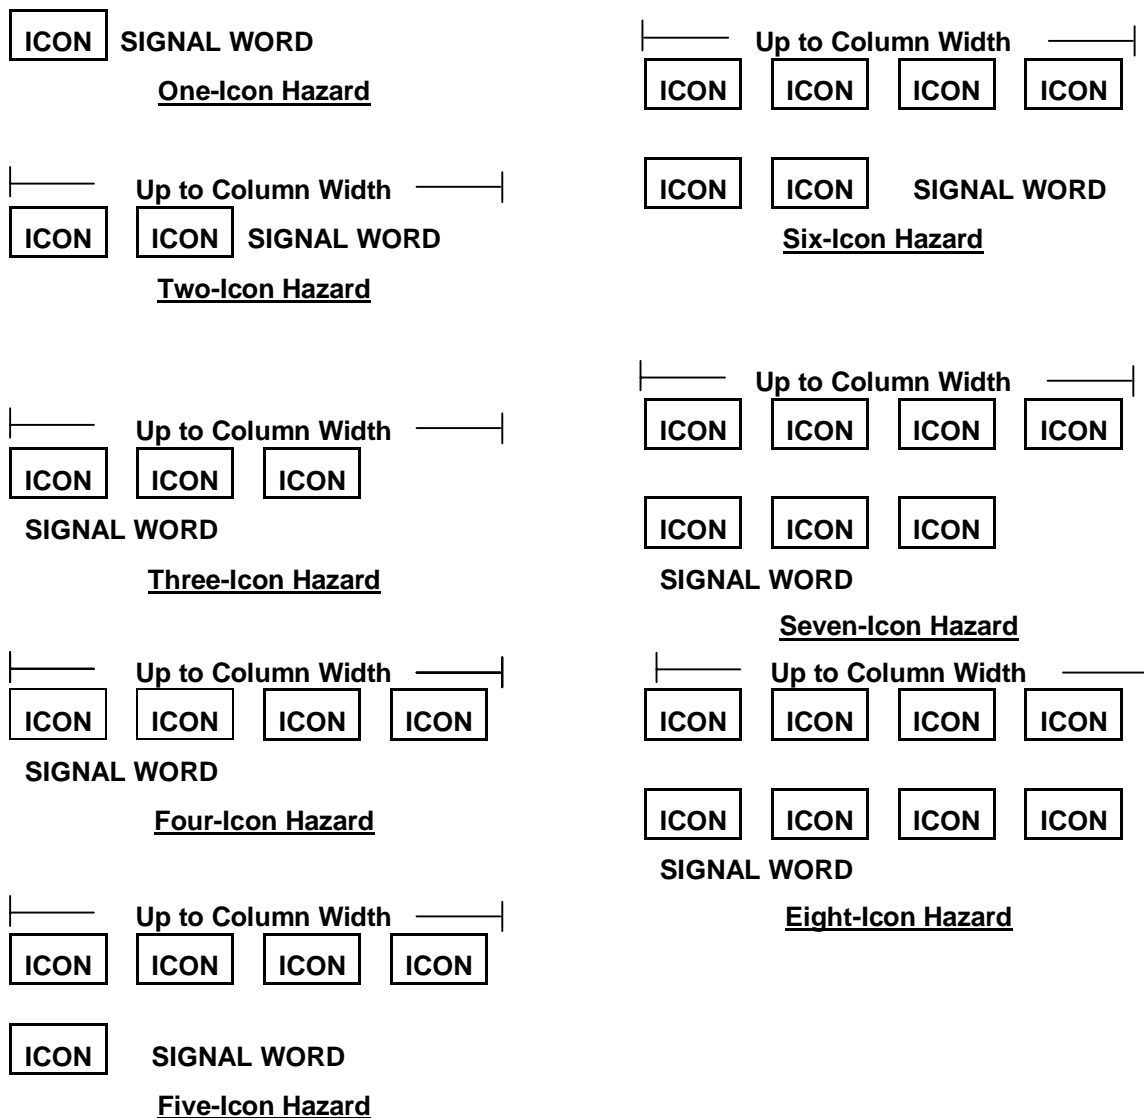 ICON SIGNAL WORD
One-Icon Hazard
Up to Column Width
ICON ICON SIGNAL WORD
Two-Icon Hazard
Up to Column Width
ICON ICON ICON
SIGNAL WORD
Three-Icon Hazard
Up to Column Width
ICON ICON ICON ICON
SIGNAL WORD
Four-Icon Hazard
Up to Column Width
ICON ICON ICON ICON
ICON SIGNAL WORD
Five-Icon Hazard
Up to Column Width
ICON ICON ICON ICON
ICON ICON SIGNAL WORD
Six-Icon Hazard
Up to Column Width
ICON ICON ICON ICON
ICON ICON ICON
SIGNAL WORD
Seven-Icon Hazard
Up to Column Width
ICON ICON ICON ICON
ICON ICON ICON ICON
SIGNAL WORD
Eight-Icon Hazard